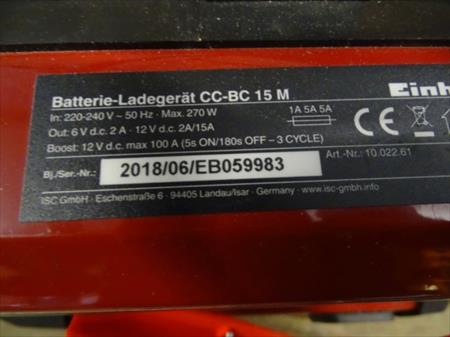 Batterie-Ladegerät CC-BC 15 M
In: 220-240 V ~ 50 Hz · Max. 270 W
Out: 6 V d.c. 2 A · 12 V d.c. 2A/15A
Boost: 12 V d.c. max 100 A (5s ON/180s OFF – 3 CYCLE)
1A 5A 5A
Einh
CE
Bj./Ser.-Nr.: 2018/06/EB059983
Art.-Nr.: 10.022.61
ISC GmbH · Eschenstraße 6 · 94405 Landau/Isar · Germany · www.isc-gmbh.info